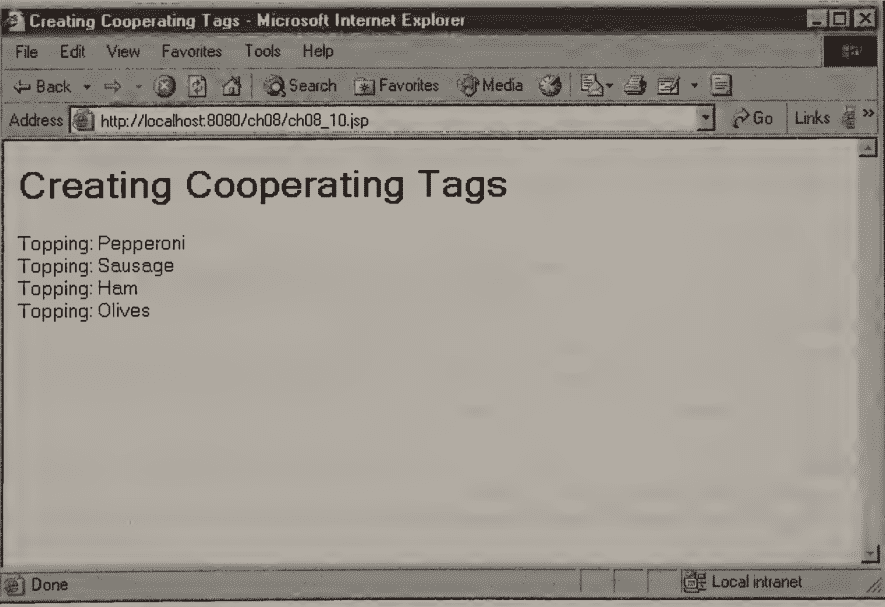 Creating Cooperating Tags - Microsoft Internet Explorer
File Edit View Favorites Tools Help
Back Search Favorites Media
Address http://localhost:8080/ch08/ch08_10.jsp Go Links »
Creating Cooperating Tags
Topping: Pepperoni
Topping: Sausage
Topping: Ham
Topping: Olives
Done Local intranet